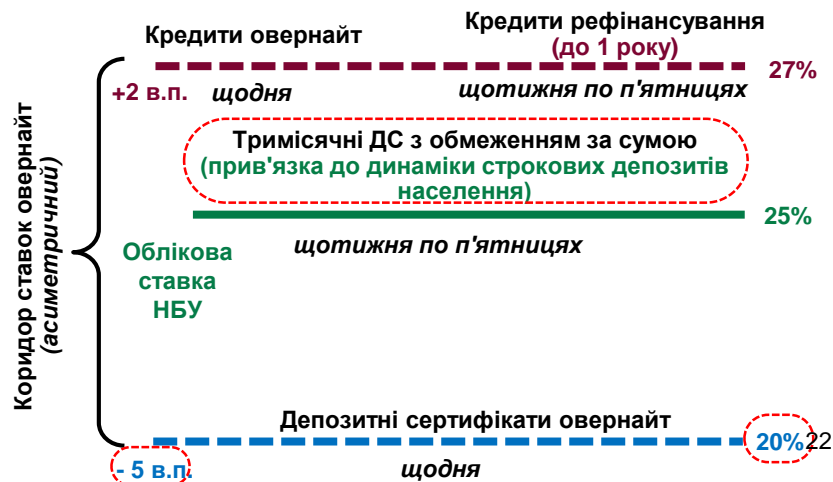 Кредити овернайт
Кредити рефінансування
(до 1 року)
27%
+2 в.п.
щодня
щотижня по п'ятницях
Коридор ставок овернайт
(асиметричний)
Тримісячні ДС з обмеженням за сумою
(прив'язка до динаміки строкових депозитів
населення)
25%
Облікова
ставка
НБУ
щотижня по п'ятницях
Депозитні сертифікати овернайт
20%
22
- 5 в.п.
щодня